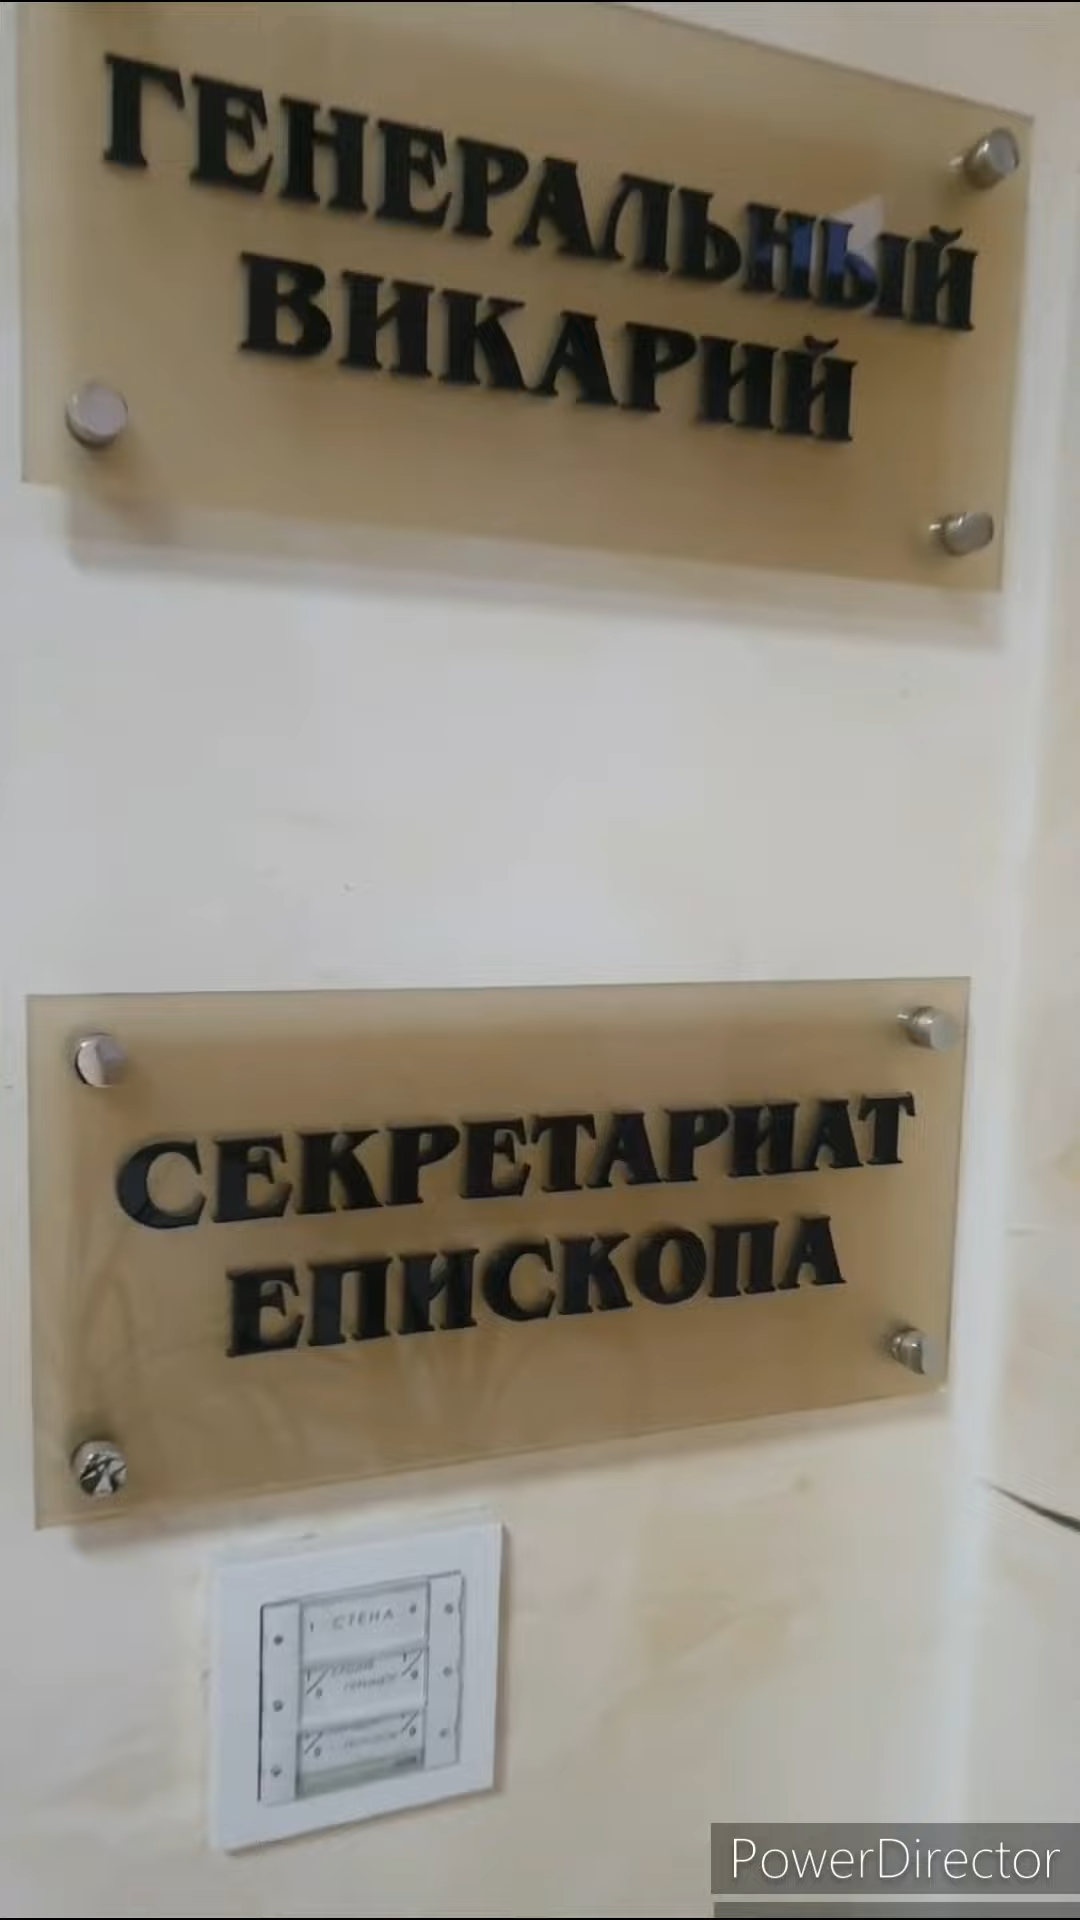 ГЕНЕРАЛЬНЫЙ
ВИКАРИЙ
СЕКРЕТАРИАТ
ЕПИСКОПА
СТЕНА
PowerDirector